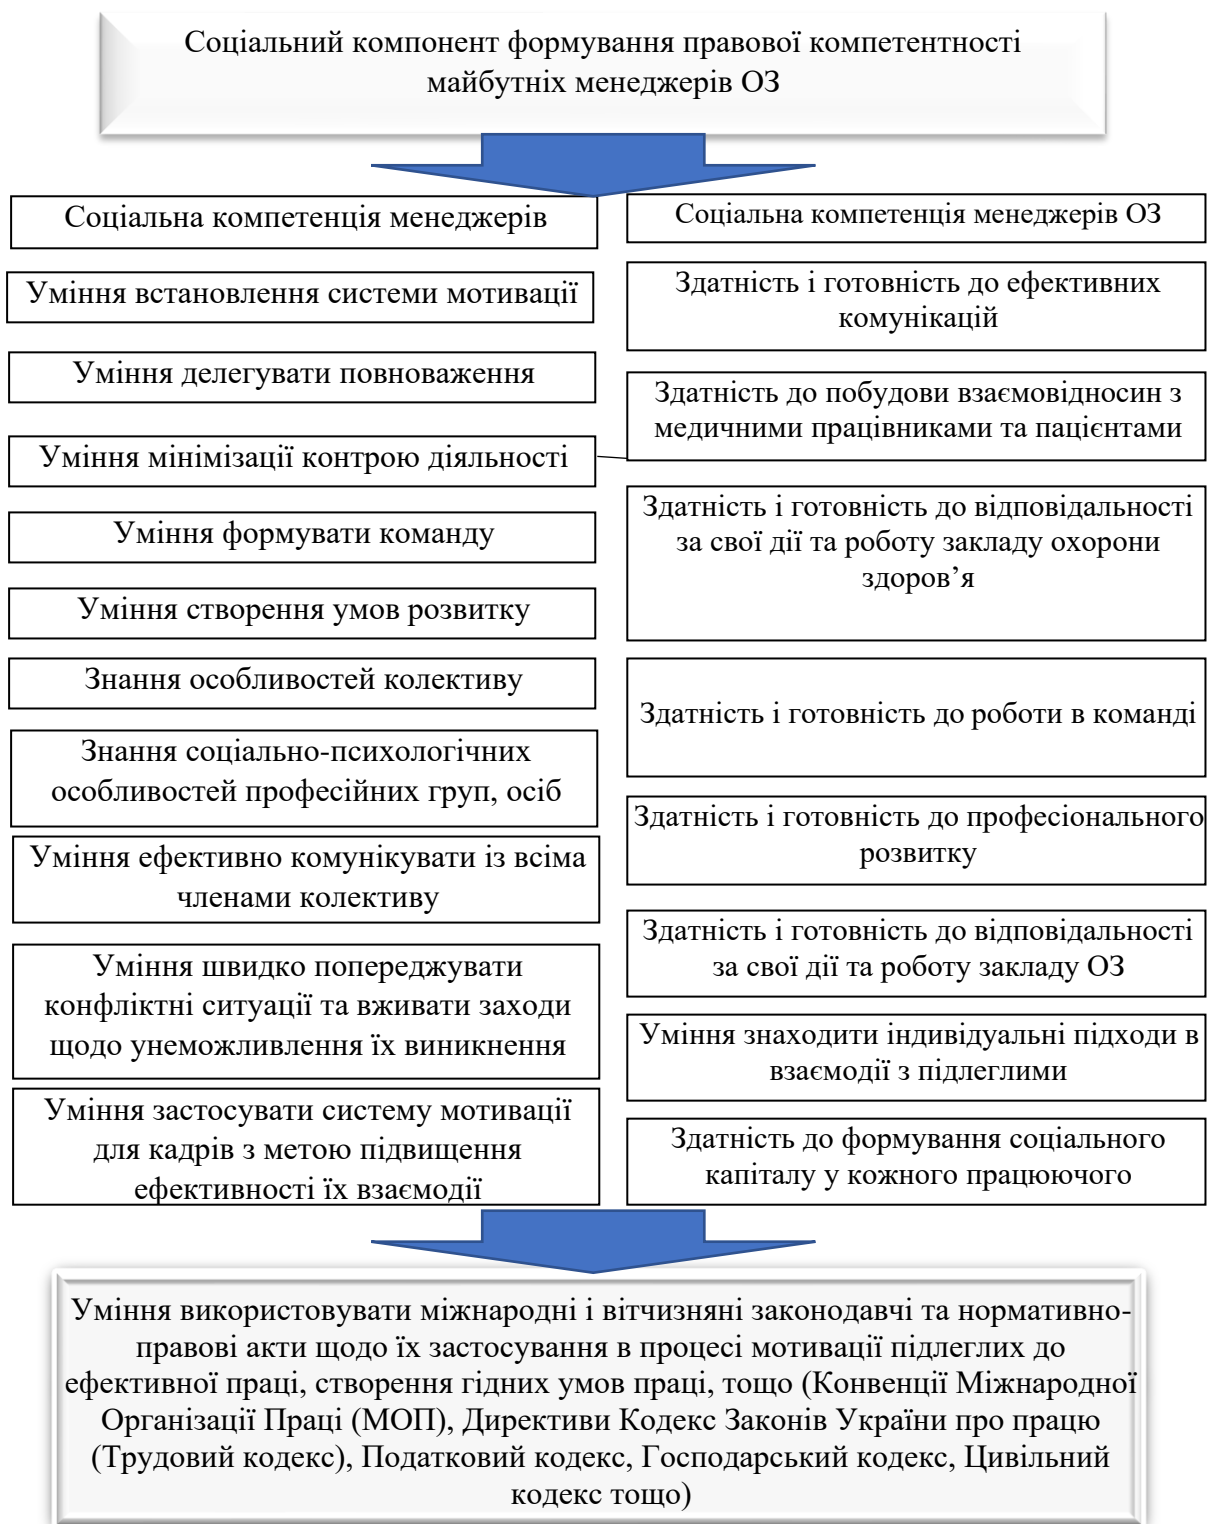 Соціальний компонент формування правової компетентності
майбутніх менеджерів ОЗ
Соціальна компетенція менеджерів
Уміння встановлення системи мотивації
Уміння делегувати повноваження
Уміння мінімізації контрою діяльності
Уміння формувати команду
Уміння створення умов розвитку
Знання особливостей колективу
Знання соціально-психологічних
особливостей професійних груп, осіб
Уміння ефективно комунікувати із всіма
членами колективу
Уміння швидко попереджувати
конфліктні ситуації та вживати заходи
щодо унеможливлення їх виникнення
Уміння застосувати систему мотивації
для кадрів з метою підвищення
ефективності їх взаємодії
Соціальна компетенція менеджерів ОЗ
Здатність і готовність до ефективних
комунікацій
Здатність до побудови взаємовідносин з
медичними працівниками та пацієнтами
Здатність і готовність до відповідальності
за свої дії та роботу закладу охорони
здоров’я
Здатність і готовність до роботи в команді
Здатність і готовність до професіонального
розвитку
Здатність і готовність до відповідальності
за свої дії та роботу закладу ОЗ
Уміння знаходити індивідуальні підходи в
взаємодії з підлеглими
Здатність до формування соціального
капіталу у кожного працюючого
Уміння використовувати міжнародні і вітчизняні законодавчі та нормативно-
правові акти щодо їх застосування в процесі мотивації підлеглих до
ефективної праці, створення гідних умов праці, тощо (Конвенції Міжнародної
Організації Праці (МОП), Директиви Кодекс Законів України про працю
(Трудовий кодекс), Податковий кодекс, Господарський кодекс, Цивільний
кодекс тощо)